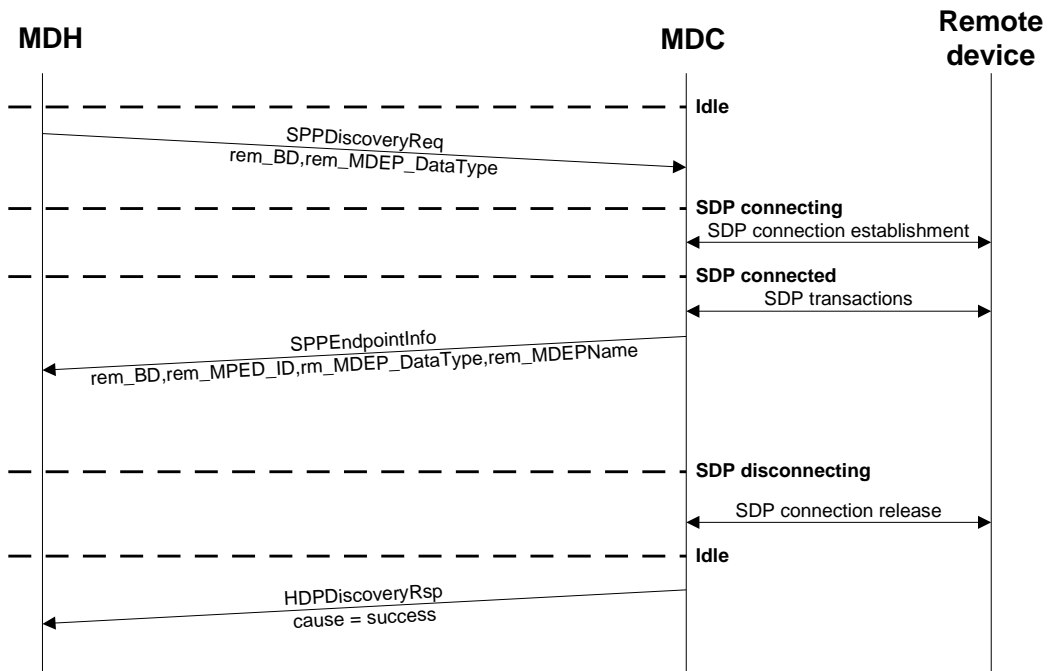 MDH
MDC
Remote
device
Idle
SPPDiscoveryReq
rem_BD,rem_MDEP_DataType
SDP connecting
SDP connection establishment
SDP connected
SDP transactions
SPPEndpointInfo
rem_BD,rem_MPED_ID,rm_MDEP_DataType,rem_MDEPName
SDP disconnecting
SDP connection release
Idle
HDPDiscoveryRsp
cause = success